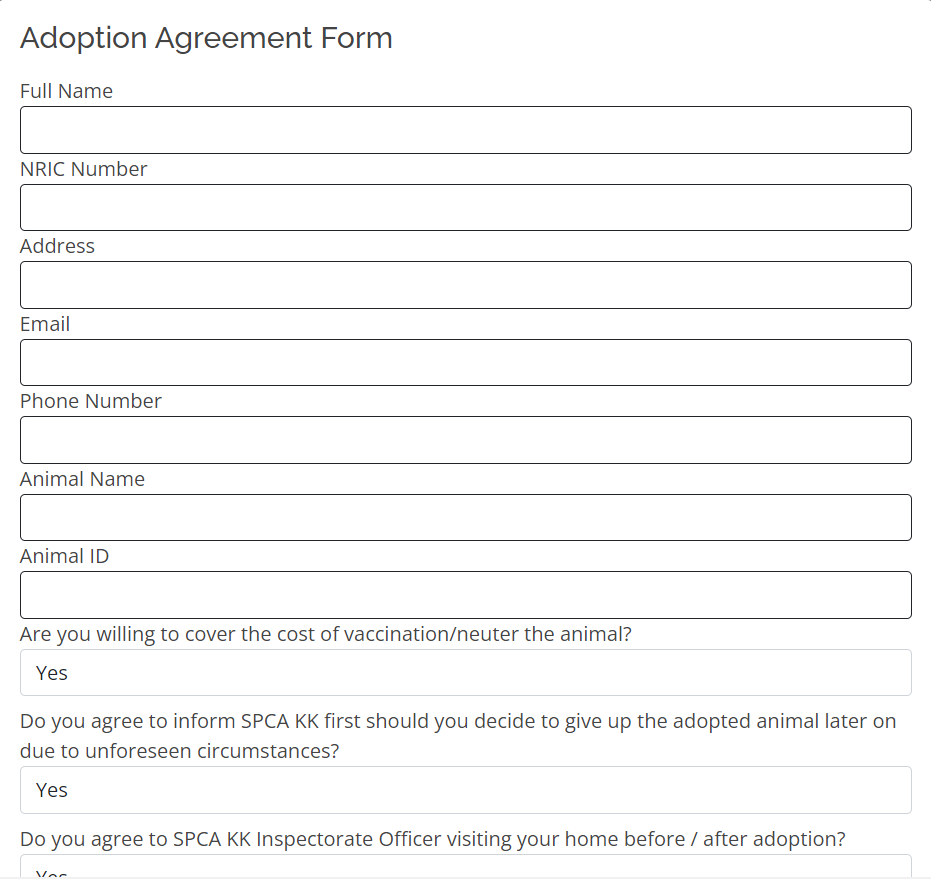 Adoption Agreement Form
Full Name
NRIC Number
Address
Email
Phone Number
Animal Name
Animal ID
Are you willing to cover the cost of vaccination/neuter the animal?
Yes
Do you agree to inform SPCA KK first should you decide to give up the adopted animal later on
due to unforeseen circumstances?
Yes
Do you agree to SPCA KK Inspectorate Officer visiting your home before / after adoption?
Yes